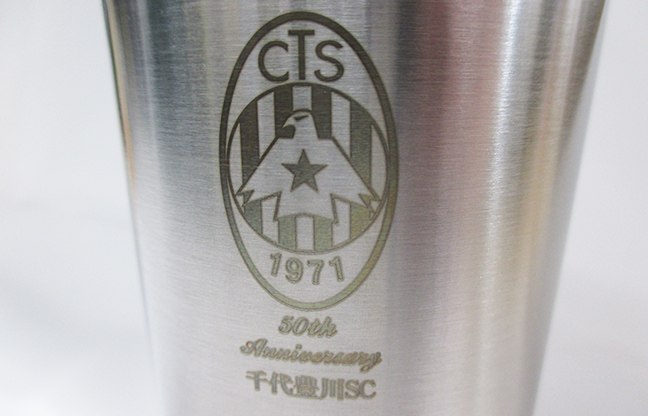 CTS
1971
50th
Anniversary
千代豊川SC